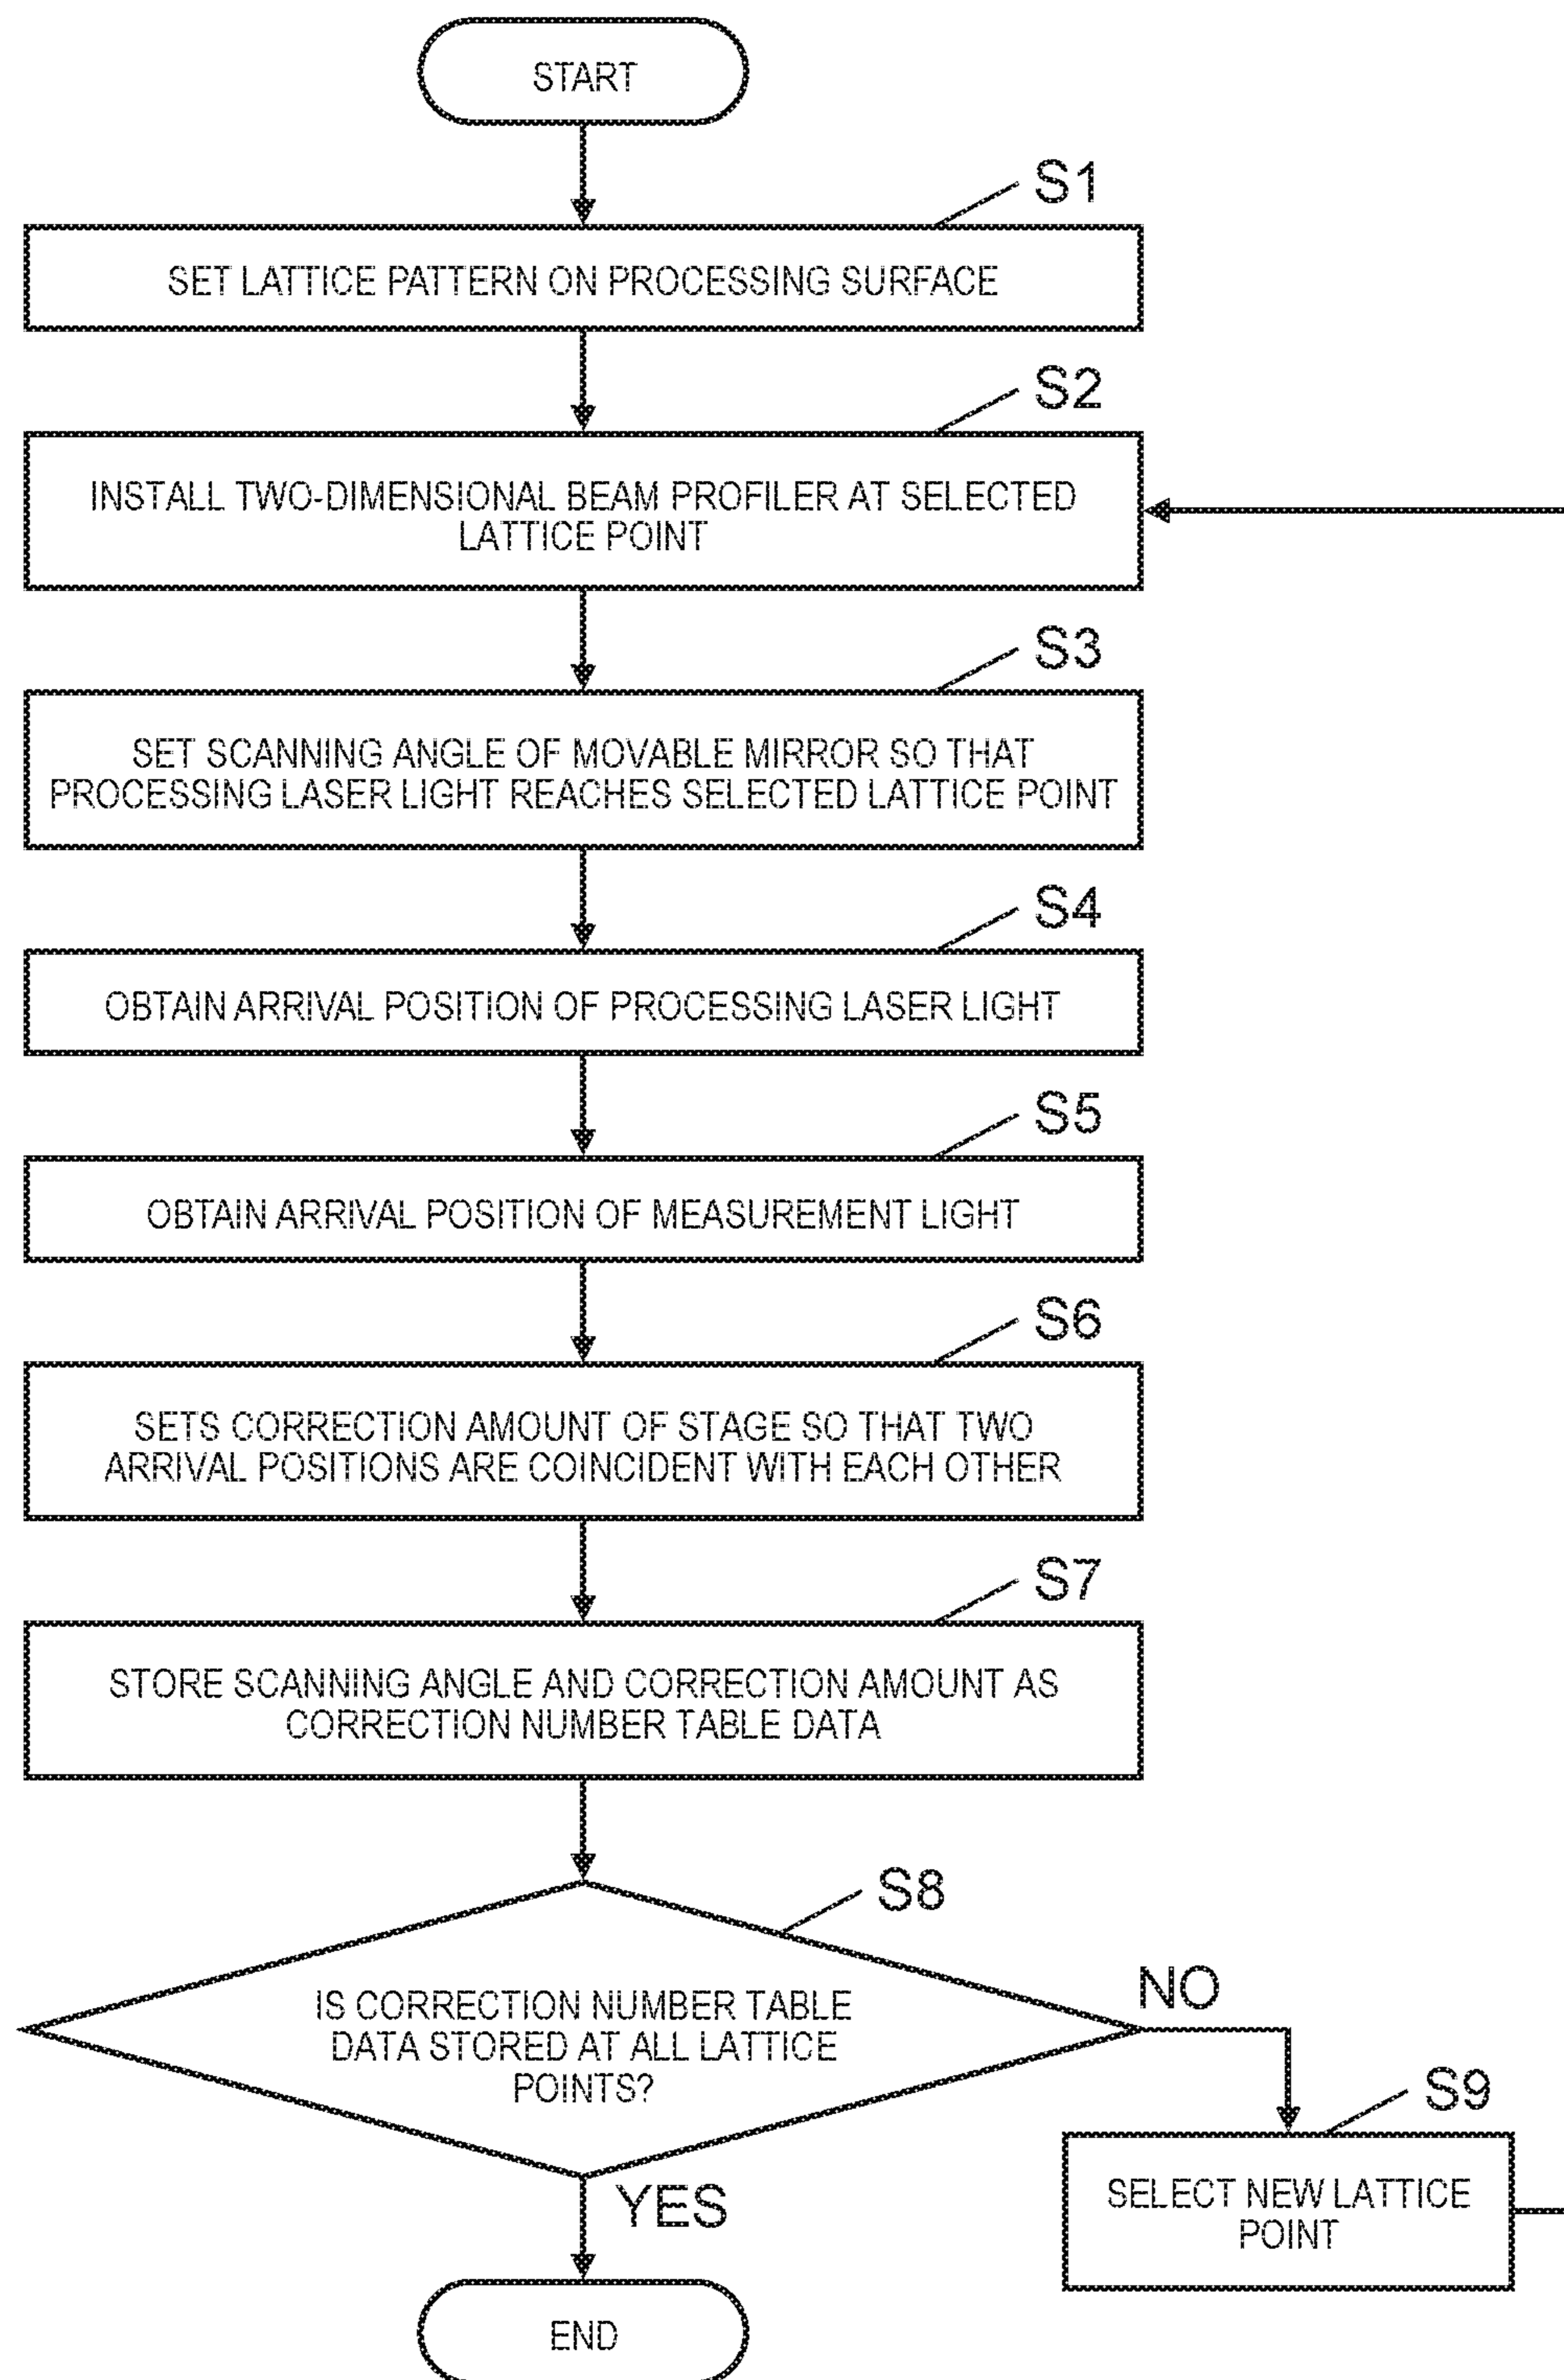 START
S1
SET LATTICE PATTERN ON PROCESSING SURFACE
S2
INSTALL TWO-DIMENSIONAL BEAM PROFILER AT SELECTED
LATTICE POINT
S3
SET SCANNING ANGLE OF MOVABLE MIRROR SO THAT
PROCESSING LASER LIGHT REACHES SELECTED LATTICE POINT
S4
OBTAIN ARRIVAL POSITION OF PROCESSING LASER LIGHT
S5
OBTAIN ARRIVAL POSITION OF MEASUREMENT LIGHT
S6
SETS CORRECTION AMOUNT OF STAGE SO THAT TWO
ARRIVAL POSITIONS ARE COINCIDENT WITH EACH OTHER
S7
STORE SCANNING ANGLE AND CORRECTION AMOUNT AS
CORRECTION NUMBER TABLE DATA
S8
IS CORRECTION NUMBER TABLE
DATA STORED AT ALL LATTICE
POINTS?
NO
S9
SELECT NEW LATTICE
POINT
YES
END